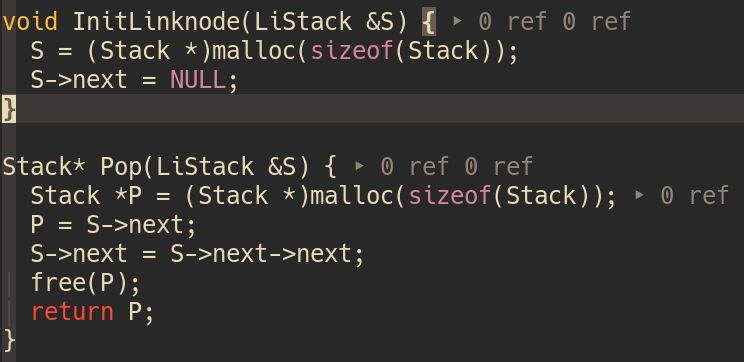 void InitLinknode(LiStack &S) { ‣ 0 ref 0 ref
  S = (Stack *)malloc(sizeof(Stack));
  S->next = NULL;
}
Stack* Pop(LiStack &S) { ‣ 0 ref 0 ref
  Stack *P = (Stack *)malloc(sizeof(Stack)); ‣ 0 ref
  P = S->next;
  S->next = S->next->next;
  free(P);
  return P;
}